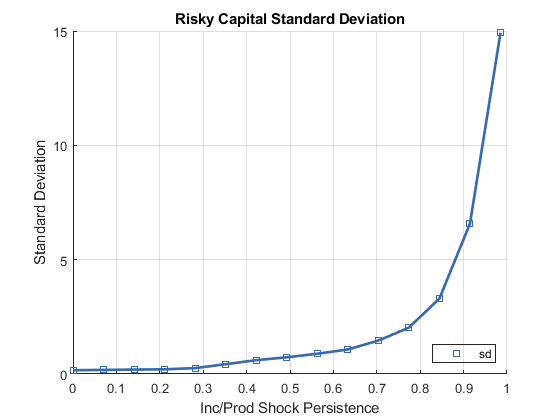 Risky Capital Standard Deviation
15
10
5
0
Standard Deviation
0 0.1 0.2 0.3 0.4 0.5 0.6 0.7 0.8 0.9 1
Inc/Prod Shock Persistence
sd